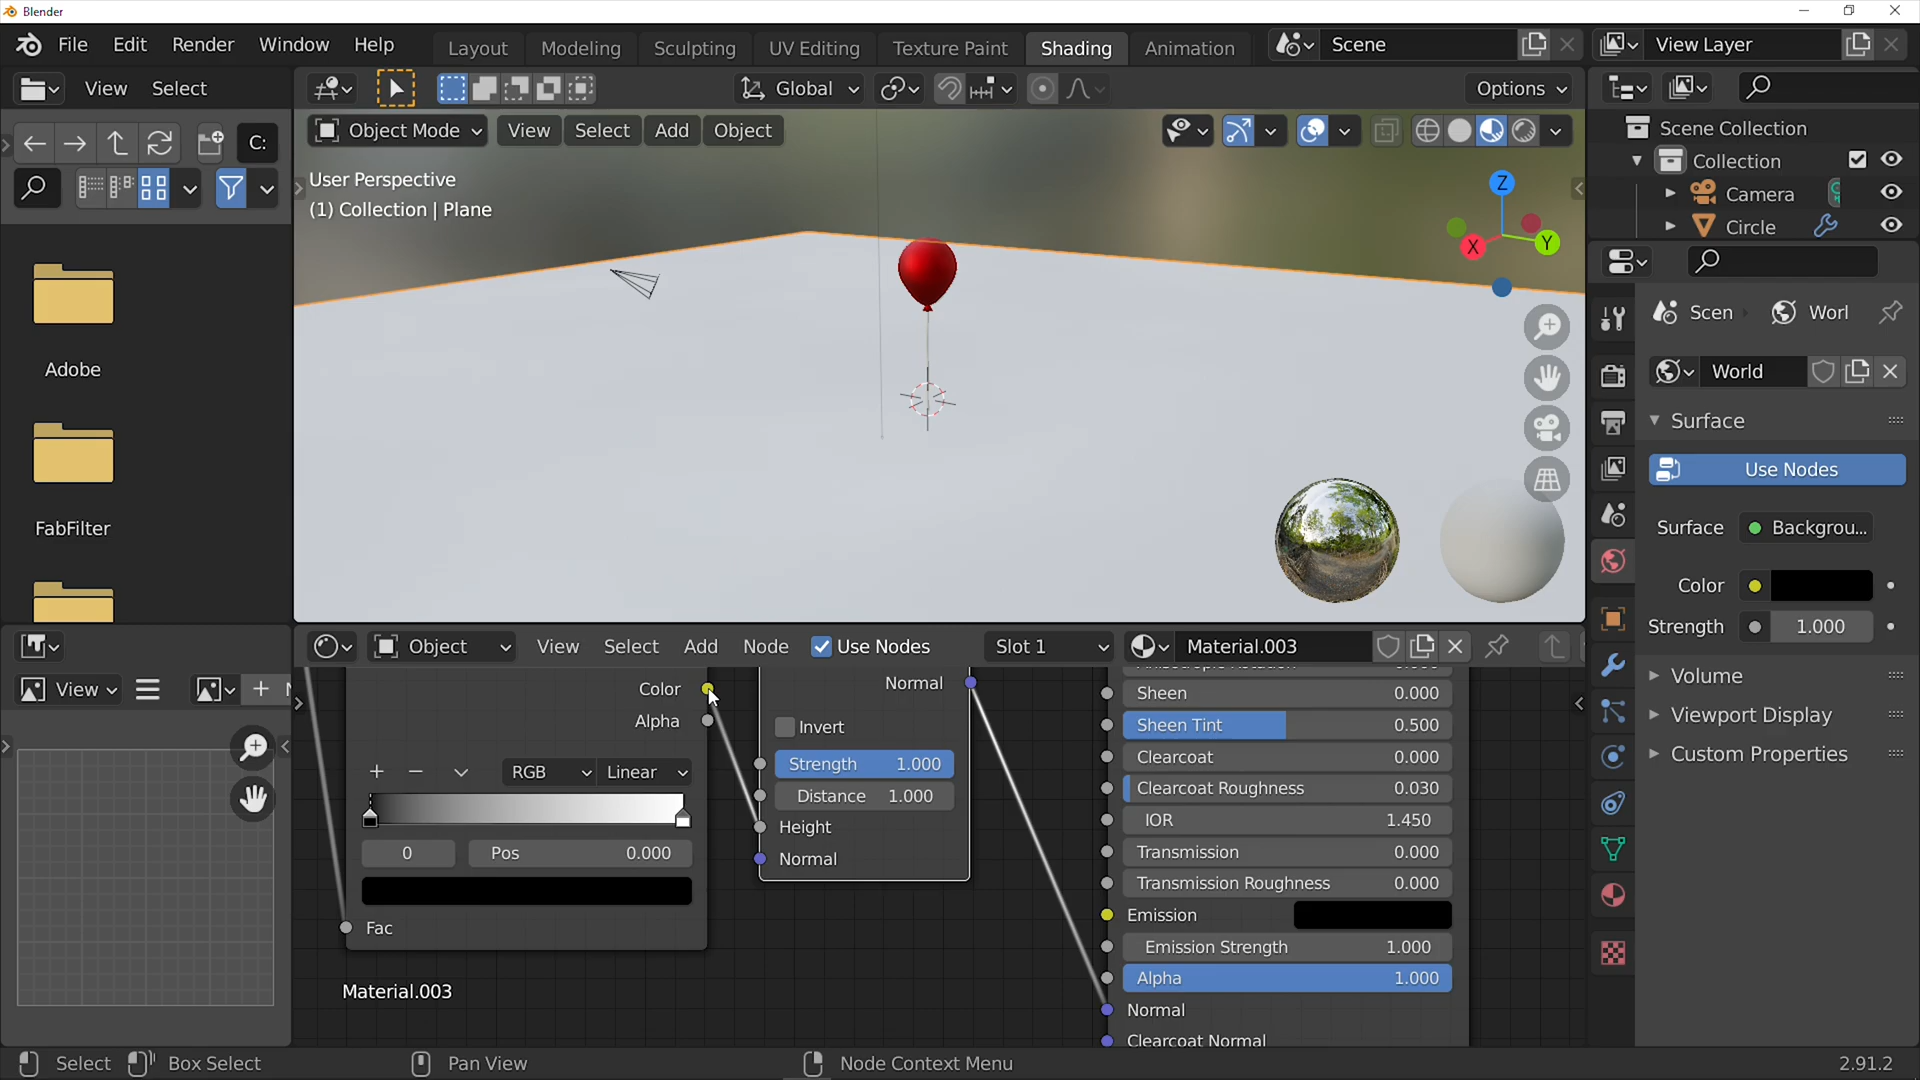 Blender
File Edit Render Window Help Layout Modeling Sculpting UV Editing Texture Paint Shading Animation Scene View Layer
View Select Global Options
Object Mode View Select Add Object
C:
User Perspective
(1) Collection | Plane
Adobe
FabFilter
Z
X
Y
Scene Collection
Collection
Camera
Circle
Scen Worl
World
Surface
Use Nodes
Surface Backgrou...
Color
Strength 1.000
Volume
Viewport Display
Custom Properties
Object View Select Add Node Use Nodes Slot 1 Material.003
View
Color
Alpha
RGB Linear
0 Pos 0.000
Fac
Material.003
Normal
Invert
Strength 1.000
Distance 1.000
Height
Normal
Sheen 0.000
Sheen Tint 0.500
Clearcoat 0.000
Clearcoat Roughness 0.030
IOR 1.450
Transmission 0.000
Transmission Roughness 0.000
Emission
Emission Strength 1.000
Alpha 1.000
Normal
Clearcoat Normal
Select Box Select Pan View Node Context Menu 2.91.2